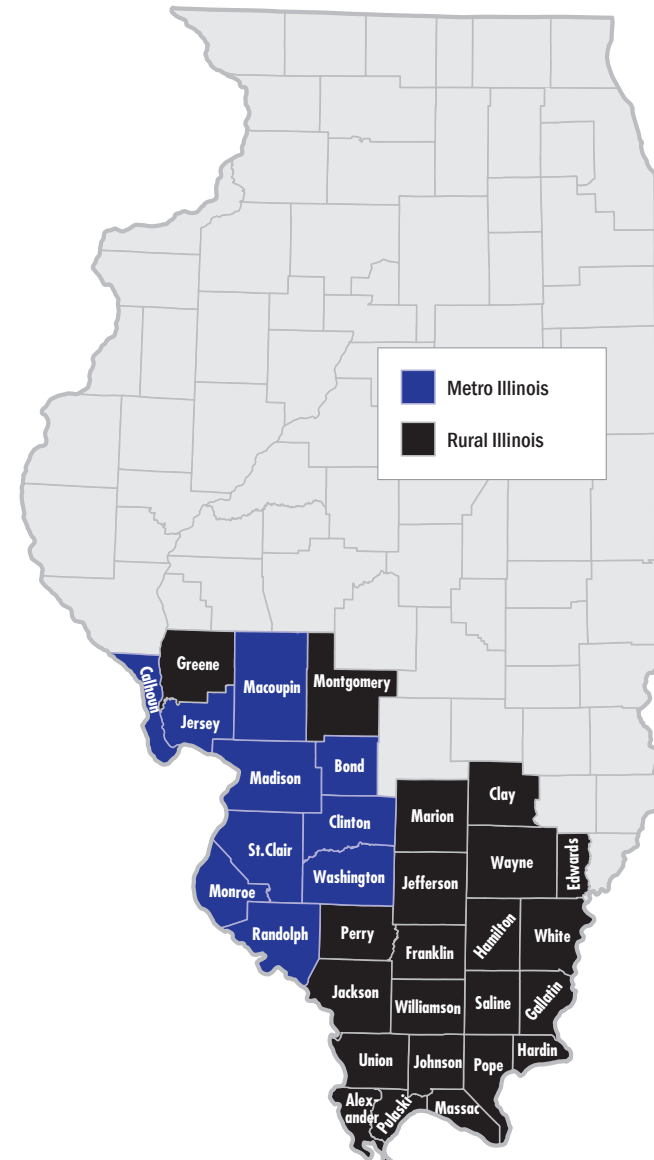 Metro Illinois
Rural Illinois
Greene
Calhoun
Macoupin
Montgomery
Jersey
Madison
Bond
Clay
Marion
Clinton
St.Clair
Edwards
Wayne
Washington
Jefferson
Monroe
Randolph
Perry
Hamilton
White
Franklin
Jackson
Williamson
Saline
Gallatin
Union
Johnson
Pope
Hardin
Alex-
ander
Pulaski
Massac